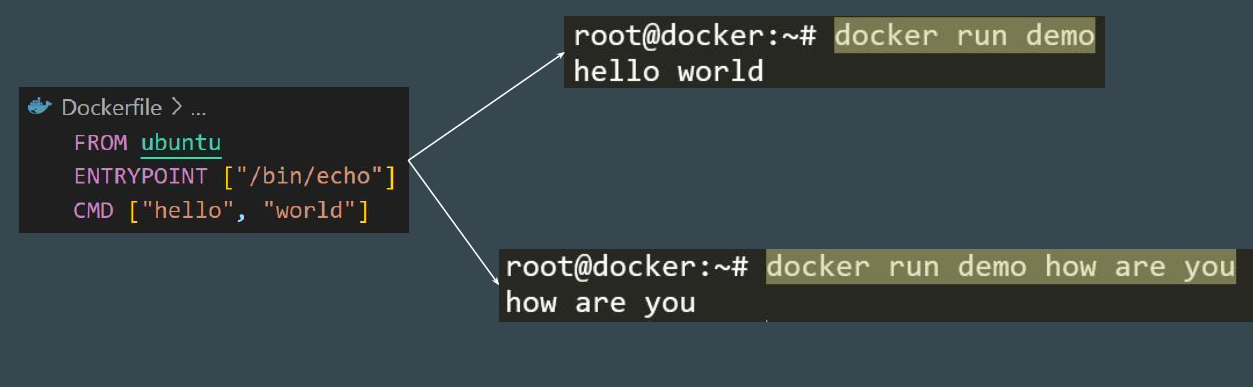 Dockerfile > ...
FROM ubuntu
ENTRYPOINT ["/bin/echo"]
CMD ["hello", "world"]
root@docker:~# docker run demo
hello world
root@docker:~# docker run demo how are you
how are you